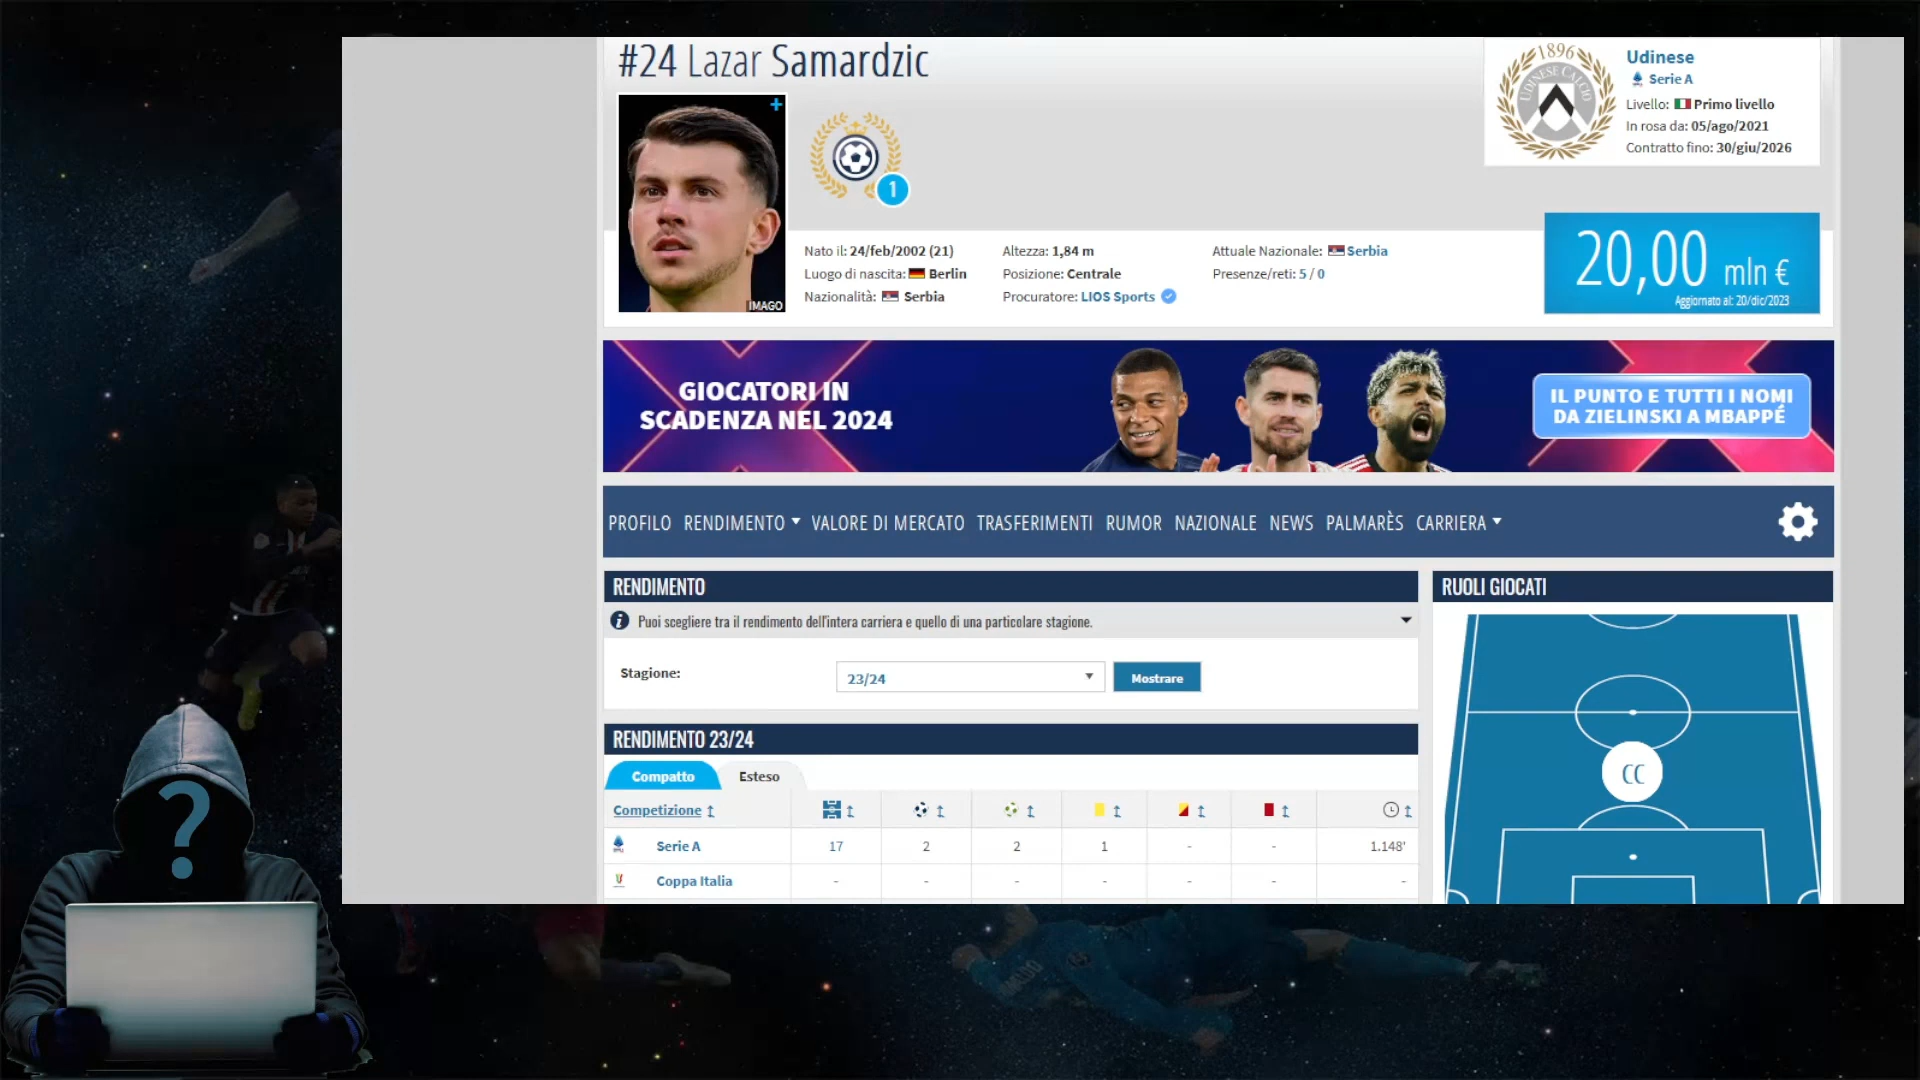 #24 Lazar Samardzic
1896
UDINESE CALCIO
Udinese
Serie A
Livello: Primo livello
In rosa da: 05/ago/2021
Contratto fino: 30/giu/2026
+
1
IMAGO
Nato il: 24/feb/2002 (21)
Luogo di nascita: Berlin
Nazionalità: Serbia
Altezza: 1,84 m
Posizione: Centrale
Procuratore: LIOS Sports
Attuale Nazionale: Serbia
Presenze/reti: 5 / 0
20,00 mln €
Aggiornato al: 20/dic/2023
GIOCATORI IN
SCADENZA NEL 2024
IL PUNTO E TUTTI I NOMI
DA ZIELINSKI A MBAPPÉ
PROFILO RENDIMENTO VALORE DI MERCATO TRASFERIMENTI RUMOR NAZIONALE NEWS PALMARÈS CARRIERA
RENDIMENTO
Puoi scegliere tra il rendimento dell'intera carriera e quello di una particolare stagione.
Stagione: 23/24 Mostrare
RENDIMENTO 23/24
Compatto Esteso
Competizione
Serie A 17 2 2 1 - - 1.148'
Coppa Italia - - - - - - -
RUOLI GIOCATI
CC
?
RONALDO